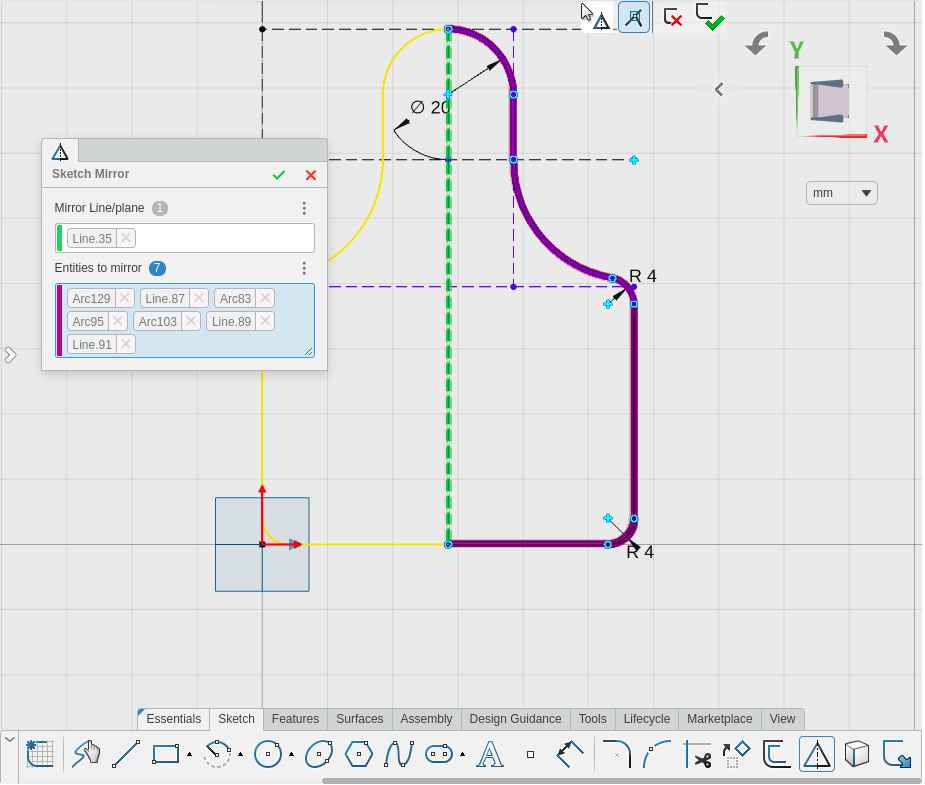 Y
X
mm
∅ 20
Sketch Mirror
Mirror Line/plane 1
Line.35
Entities to mirror 7
Arc129 Line.87 Arc83
Arc95 Arc103 Line.89
Line.91
R 4
R 4
Essentials Sketch Features Surfaces Assembly Design Guidance Tools Lifecycle Marketplace View